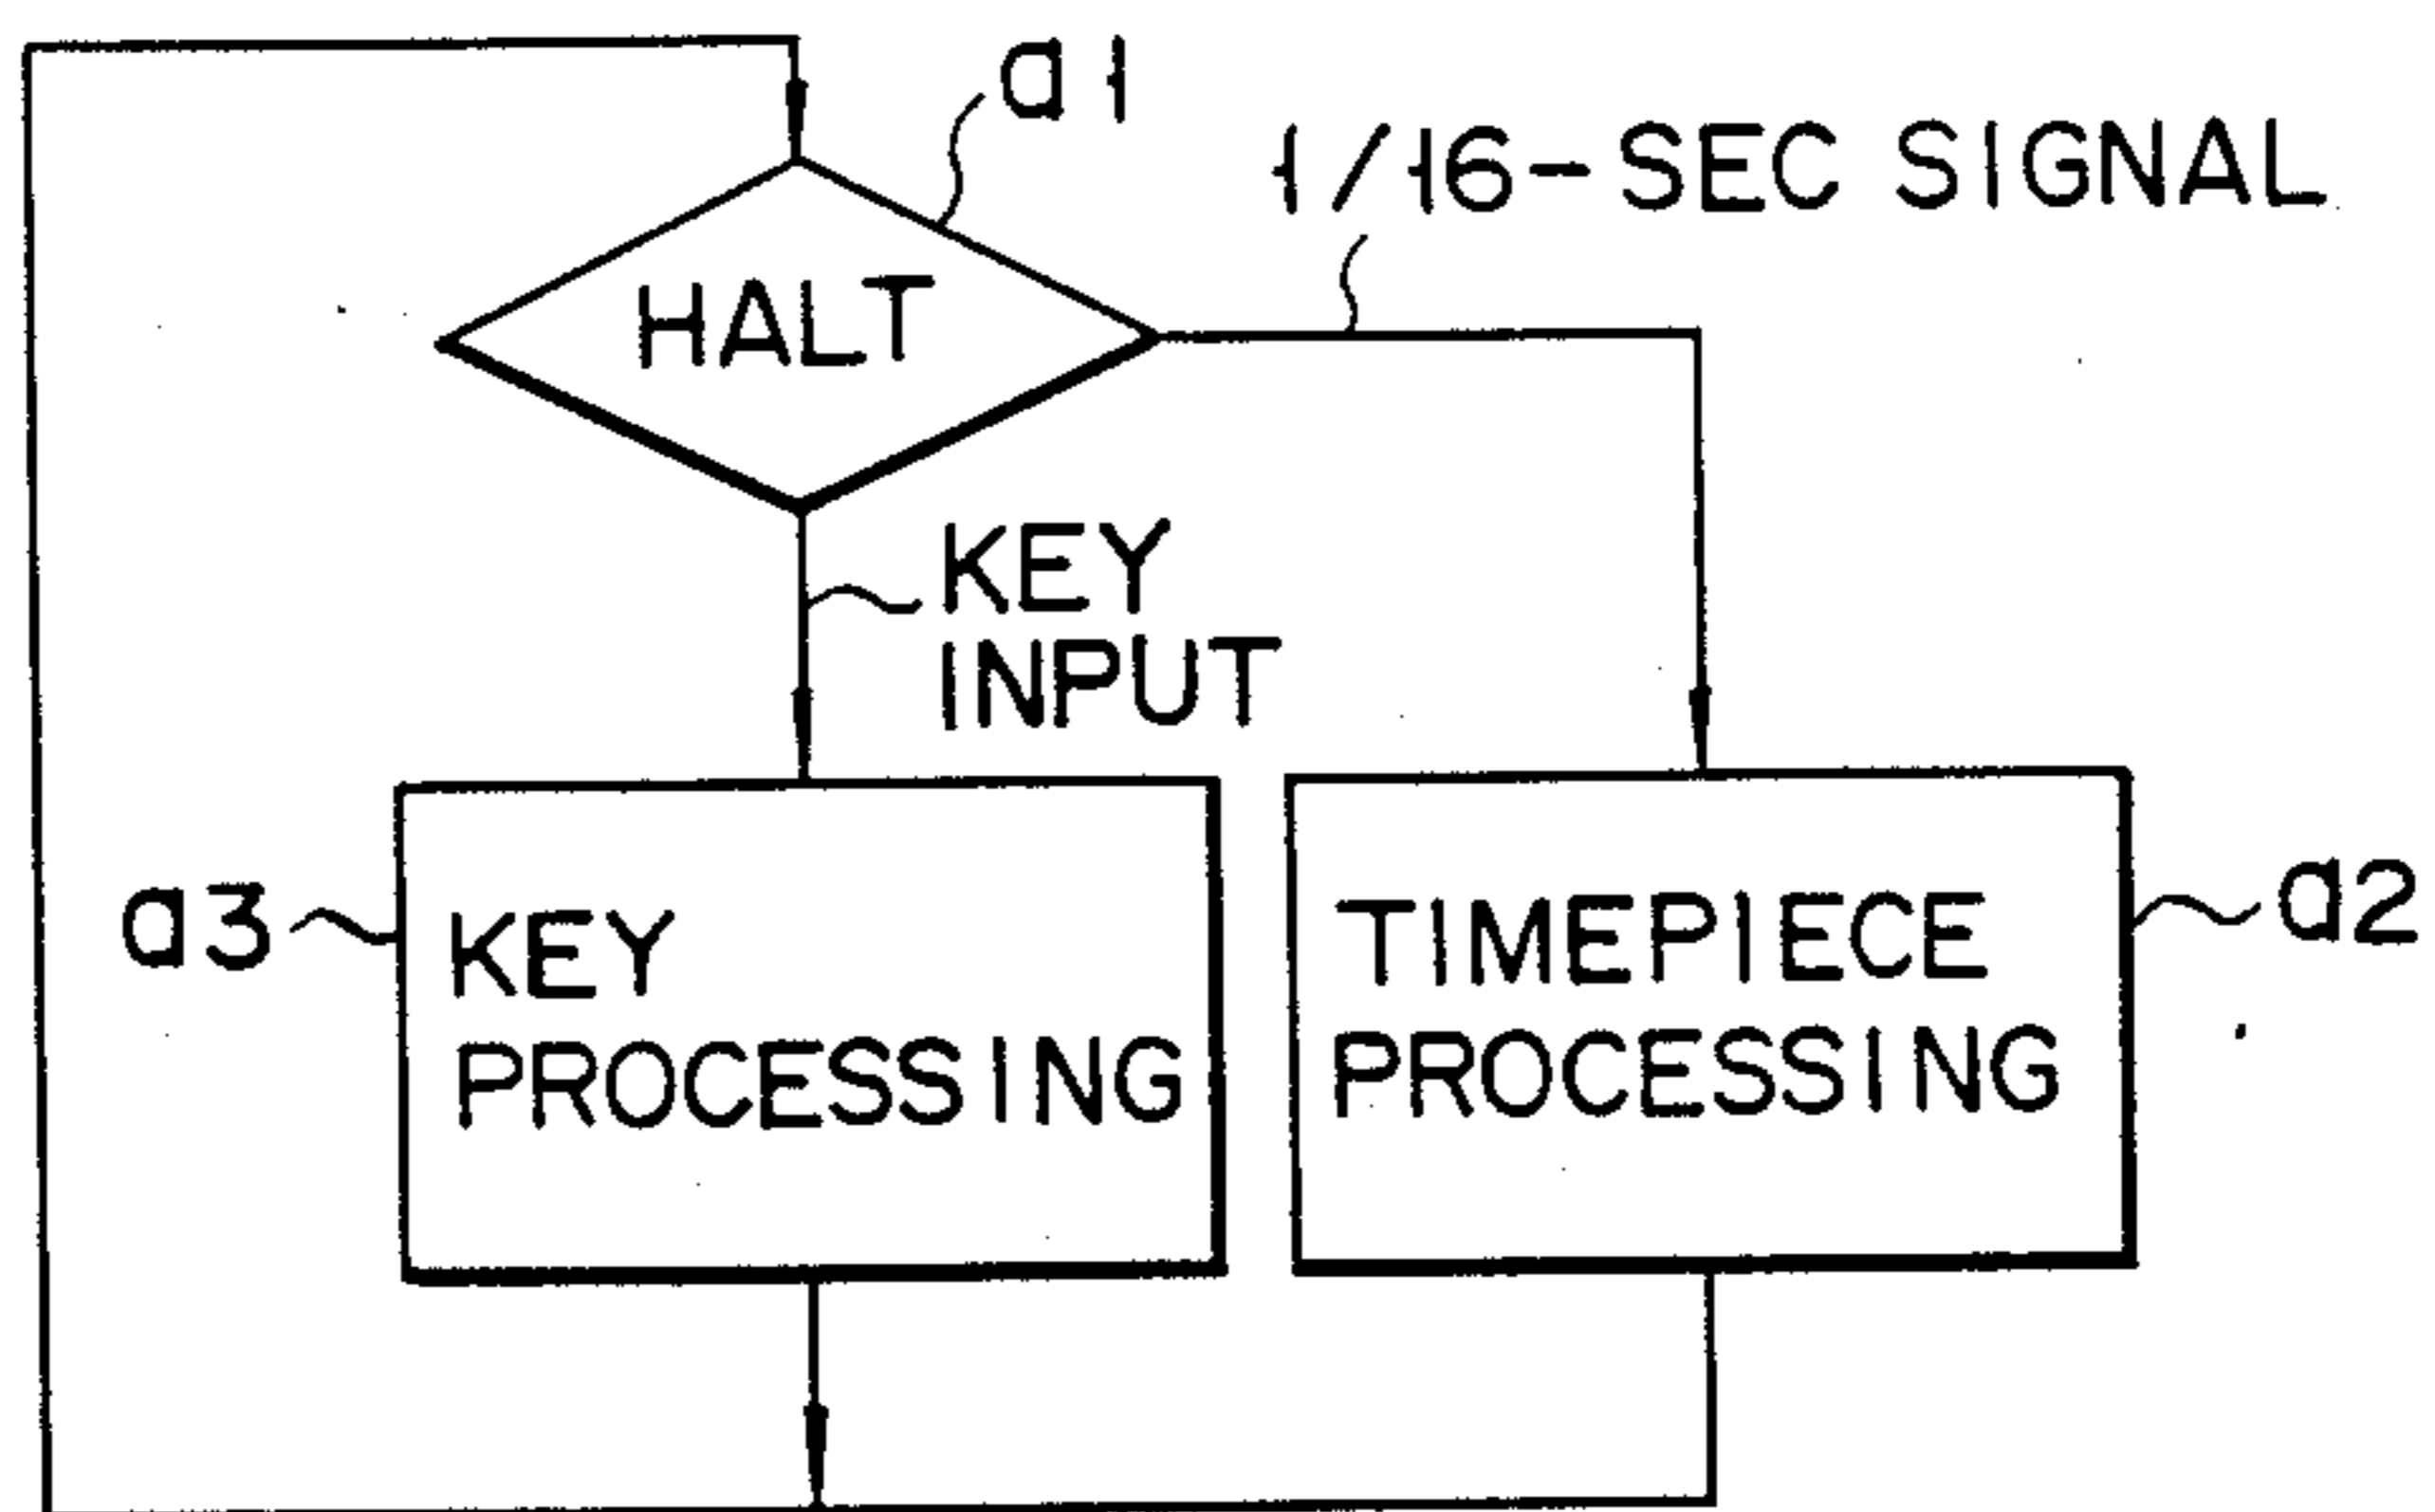 a1
1/16-SEC SIGNAL
HALT
KEY
INPUT
a3
KEY
PROCESSING
TIMEPIECE
PROCESSING
a2